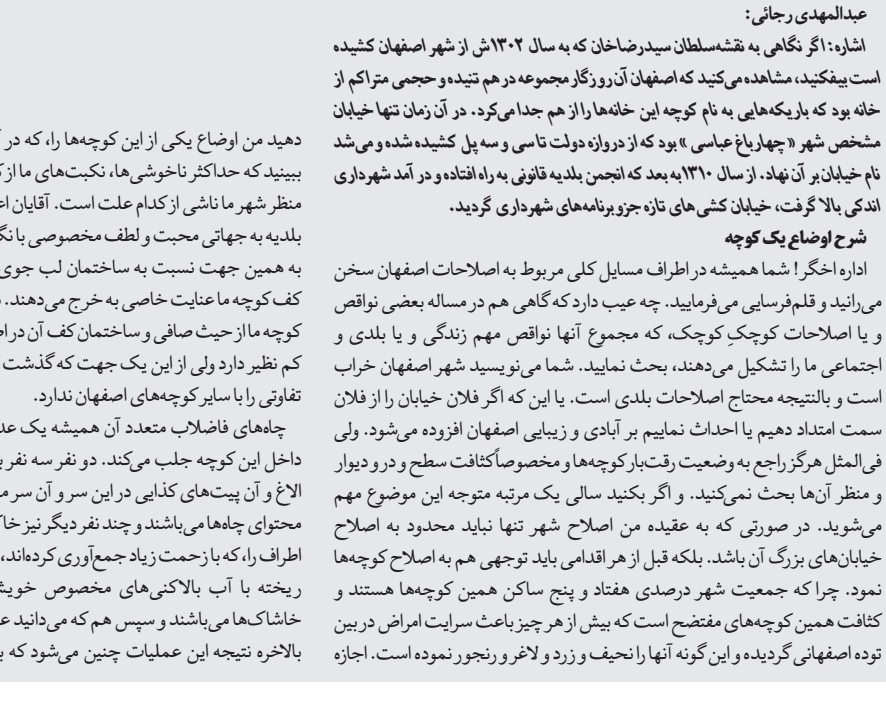 عبدالمهدی رجائی:
اشاره: اگر نگاهی به نقشه‌سلطان سیدرضاخان که به سال ۱۳۰۲ش از شهر اصفهان کشیده
است بیفکنید، مشاهده می‌کنید که اصفهان آن‌روزگار مجموعه درهم تنیده و حجمی متراکم از
خانه بود که باریکه‌هایی به نام کوچه این خانه‌ها را از هم جدا می‌کرد. در آن زمان تنها خیابان
مشخص شهر «چهارباغ عباسی» بود که از دروازه دولت تا سی و سه پل کشیده شده و می‌شد
نام خیابان بر آن نهاد. از سال ۱۳۱۰به بعد که انجمن بلدیه قانونی به راه افتاده و در آمد شهرداری
اندکی بالا گرفت، خیابان کشی های تازه جزو برنامه‌های شهرداری گردید.
شرح اوضاع یک کوچه
اداره اخگر! شما همیشه در اطراف مسایل کلی مربوط به اصلاحات اصفهان سخن
می‌رانید و قلم‌فرسایی می‌فرمایید. چه عیب دارد که گاهی هم در مساله بعضی نواقص
و یا اصلاحات کوچکِ کوچک، که مجموع آنها نواقص مهم زندگی و یا بلدی و
اجتماعی ما را تشکیل می‌دهند، بحث نمایید. شما می‌نویسید شهر اصفهان خراب
است و بالنتیجه محتاج اصلاحات بلدی است. یا این که اگر فلان خیابان را از فلان
سمت امتداد دهیم یا احداث نماییم بر آبادی و زیبایی اصفهان افزوده می‌شود. ولی
فی‌المثل هرگز راجع به وضعیت رقت‌بار کوچه‌ها و مخصوصاً کثافت سطح و در و دیوار
و منظر آن‌ها بحث نمی‌کنید. و اگر بکنید سالی یک مرتبه متوجه این موضوع مهم
می‌شوید. در صورتی که به عقیده من اصلاح شهر تنها نباید محدود به اصلاح
خیابان‌های بزرگ آن باشد. بلکه قبل از هر اقدامی باید توجهی هم به اصلاح کوچه‌ها
نمود. چرا که جمعیت شهر درصدی هفتاد و پنج ساکن همین کوچه‌ها هستند و
کثافت همین کوچه‌های مفتضح است که بیش از هر چیز باعث سرایت امراض در بین
توده اصفهانی گردیده و این گونه آنها را نحیف و زرد و لاغر و رنجور نموده است. اجازه
دهید من اوضاع یکی از این کوچه‌ها را، که در
ببینید که حداکثر ناخوشی‌ها، نکبت‌های ما از
منظر شهر ما ناشی از کدام علت است. آقایان
بلدیه به جهاتی محبت و لطف مخصوصی با
به همین جهت نسبت به ساختمان لب جوی
کف کوچه ما عنایت خاصی به خرج می‌دهند.
کوچه ما از حیث صافی و ساختمان کف آن در
کم نظیر دارد ولی از این یک جهت که گذشت
تفاوتی را با سایر کوچه‌های اصفهان ندارد.
چاه‌های فاضلاب متعدد آن همیشه یک
داخل این کوچه جلب می‌کند. دو نفر سه نفر
الاغ و آن پیت‌های کذایی در این سر و آن سر
محتوای چاه‌ها می‌باشند و چند نفر دیگر نیز
اطراف را، که با زحمت زیاد جمع‌آوری کرده‌اند،
ریخته با آب بالاکنی‌های مخصوص
خاشاک‌ها می‌باشند و سپس هم که می‌دانید
بالاخره نتیجه این عملیات چنین می‌شود که